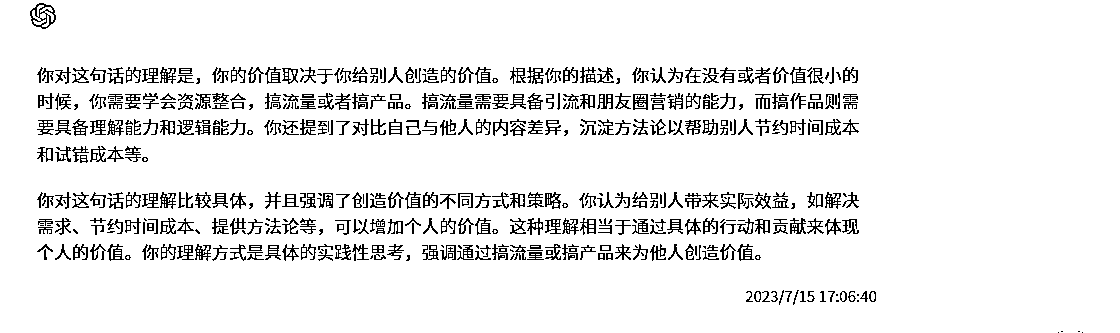 你对这句话的理解是，你的价值取决于你给别人创造的价值。根据你的描述，你认为在没有或者价值很小的
时候，你需要学会资源整合，搞流量或者搞产品。搞流量需要具备引流和朋友圈营销的能力，而搞作品则需
要具备理解能力和逻辑能力。你还提到了对比自己与他人的内容差异，沉淀方法论以帮助别人节约时间成本
和试错成本等。
你对这句话的理解比较具体，并且强调了创造价值的不同方式和策略。你认为给别人带来实际效益，如解决
需求、节约时间成本、提供方法论等，可以增加个人的价值。这种理解相当于通过具体的行动和贡献来体现
个人的价值。你的理解方式是具体的实践性思考，强调通过搞流量或搞产品来为他人创造价值。
2023/7/15 17:06:40